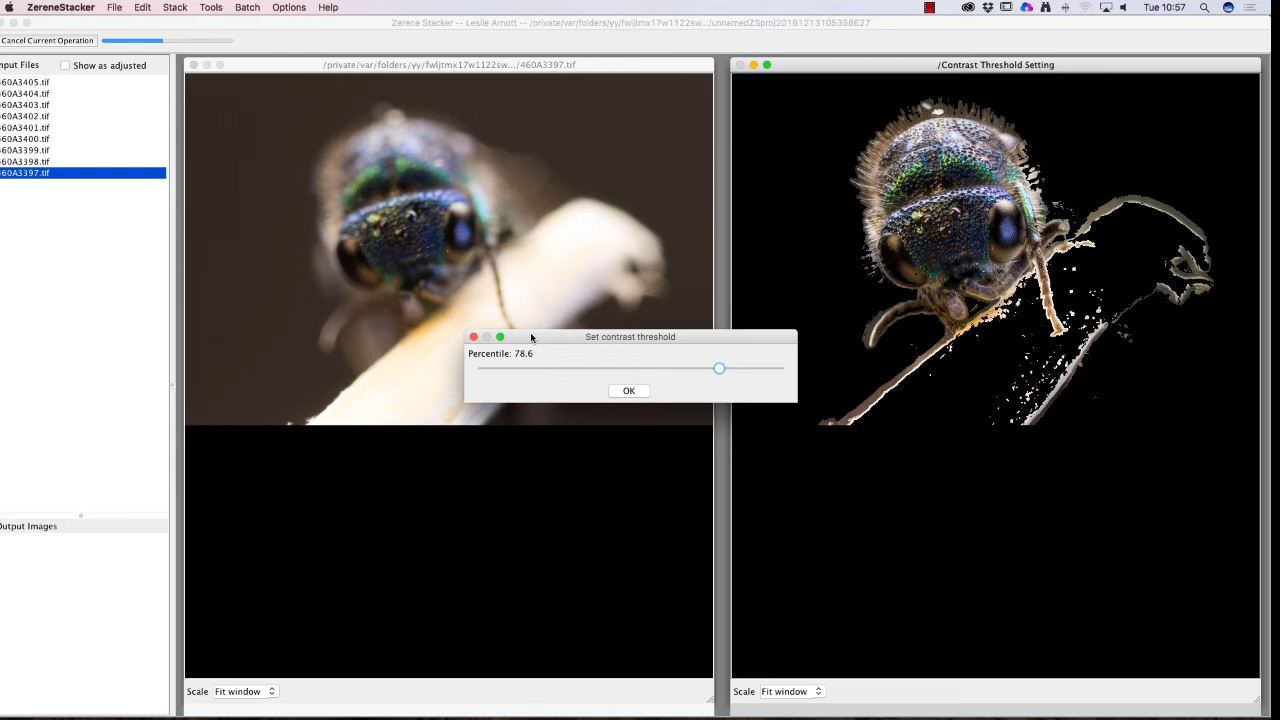 ZereneStacker File Edit Stack Tools Batch Options Help Tue 10:57
Zerene Stacker -- Leslie Arnott -- /private/var/folders/yy/fwljtmx17w1122sw.../unnamedZSproj20161213105358627
Cancel Current Operation
nput Files Show as adjusted
460A3405.tif
460A3404.tif
460A3403.tif
460A3402.tif
460A3401.tif
460A3400.tif
460A3399.tif
460A3398.tif
460A3397.tif
Output Images
/private/var/folders/yy/fwljtmx17w1122sw.../460A3397.tif
Scale Fit window
/Contrast Threshold Setting
Scale Fit window
Set contrast threshold
Percentile: 78.6
OK